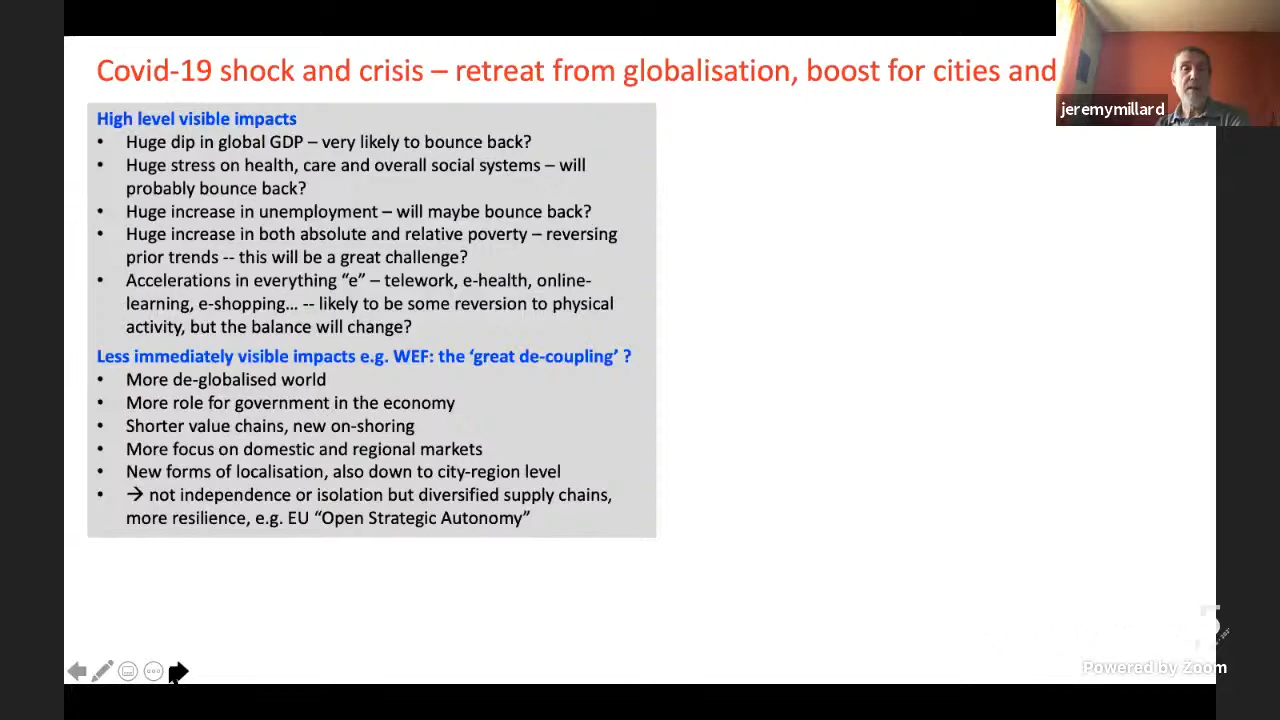 Covid-19 shock and crisis – retreat from globalisation, boost for cities and
jeremymillard
High level visible impacts
• Huge dip in global GDP – very likely to bounce back?
• Huge stress on health, care and overall social systems – will
probably bounce back?
• Huge increase in unemployment – will maybe bounce back?
• Huge increase in both absolute and relative poverty – reversing
prior trends -- this will be a great challenge?
• Accelerations in everything “e” – telework, e-health, online-
learning, e-shopping... -- likely to be some reversion to physical
activity, but the balance will change?
Less immediately visible impacts e.g. WEF: the ‘great de-coupling’ ?
• More de-globalised world
• More role for government in the economy
• Shorter value chains, new on-shoring
• More focus on domestic and regional markets
• New forms of localisation, also down to city-region level
• → not independence or isolation but diversified supply chains,
more resilience, e.g. EU “Open Strategic Autonomy”
Powered by Zoom